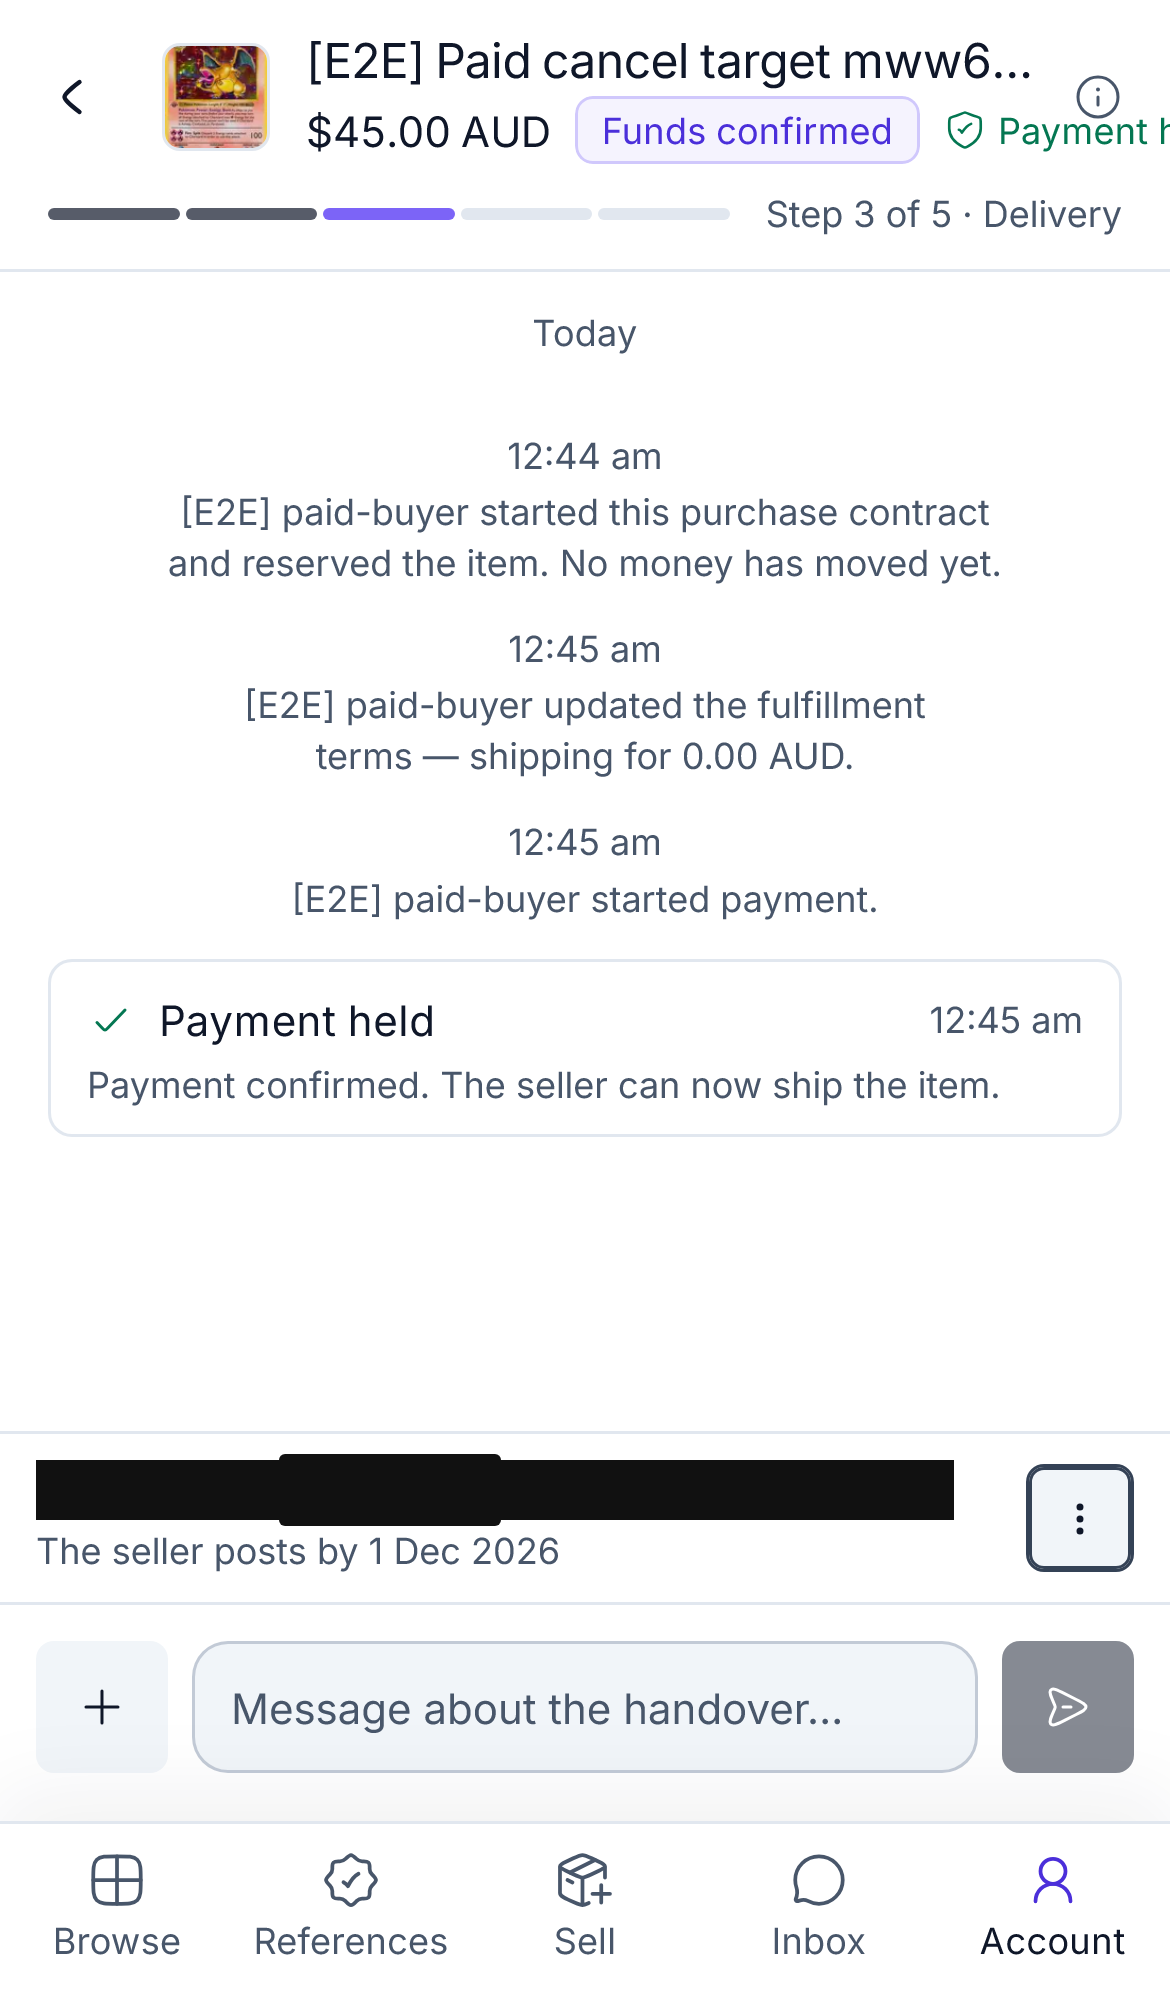 [E2E] Paid cancel target mww6...
$45.00 AUD
Funds confirmed
Payment h
Step 3 of 5 · Delivery
Today
12:44 am
[E2E] paid-buyer started this purchase contract
and reserved the item. No money has moved yet.
12:45 am
[E2E] paid-buyer updated the fulfillment
terms — shipping for 0.00 AUD.
12:45 am
[E2E] paid-buyer started payment.
Payment held
12:45 am
Payment confirmed. The seller can now ship the item.
The seller posts by 1 Dec 2026
Message about the handover...
Browse
References
Sell
Inbox
Account